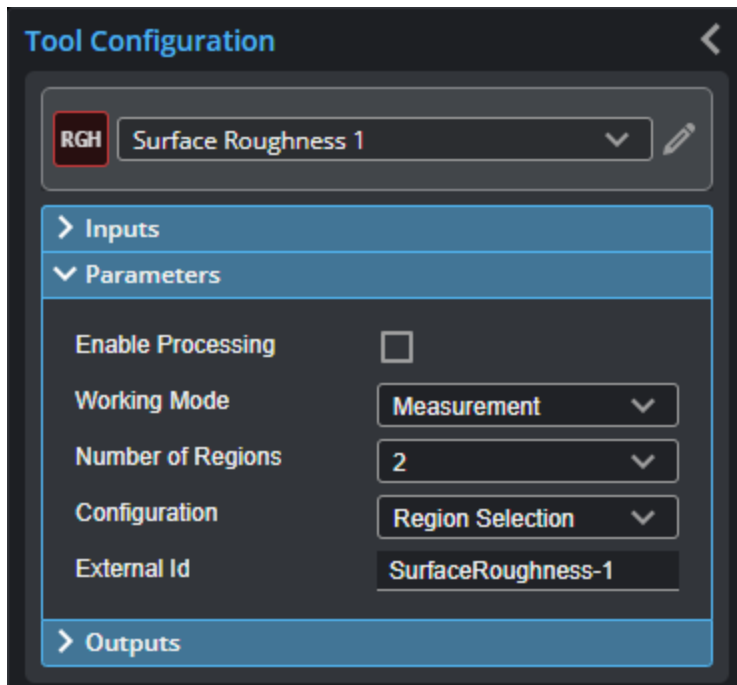 Tool Configuration
RGH Surface Roughness 1
Inputs
Parameters
Enable Processing
Working Mode Measurement
Number of Regions 2
Configuration Region Selection
External Id SurfaceRoughness-1
Outputs